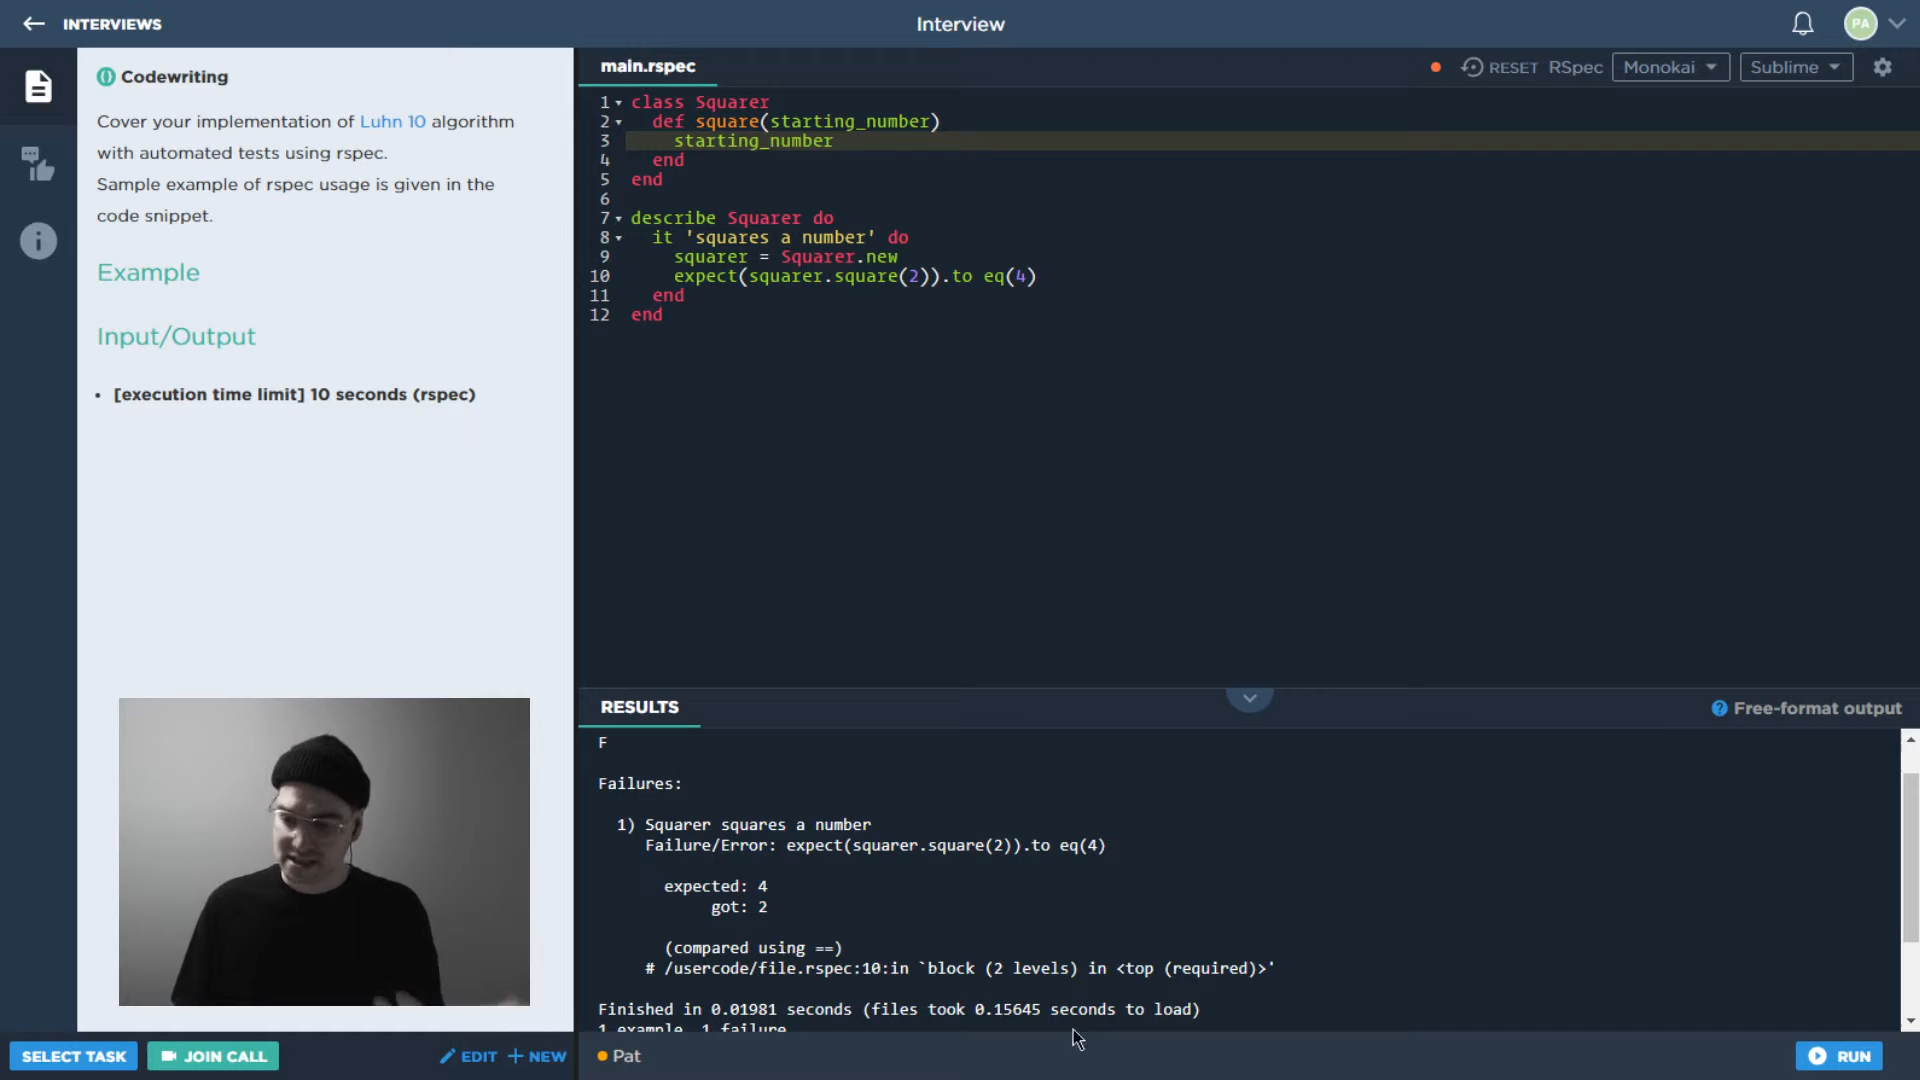 INTERVIEWS
Interview
PA
Codewriting
Cover your implementation of Luhn 10 algorithm
with automated tests using rspec.
Sample example of rspec usage is given in the
code snippet.
Example
Input/Output
• [execution time limit] 10 seconds (rspec)
main.rspec
RESET RSpec Monokai Sublime
1 class Squarer
2 def square(starting_number)
3 starting_number
4 end
5 end
6
7 describe Squarer do
8 it 'squares a number' do
9 squarer = Squarer.new
10 expect(squarer.square(2)).to eq(4)
11 end
12 end
RESULTS
Free-format output
F
Failures:
1) Squarer squares a number
Failure/Error: expect(squarer.square(2)).to eq(4)
expected: 4
got: 2
(compared using ==)
# /usercode/file.rspec:10:in `block (2 levels) in <top (required)>'
Finished in 0.01981 seconds (files took 0.15645 seconds to load)
1 example, 1 failure
SELECT TASK
JOIN CALL
EDIT
+ NEW
Pat
RUN